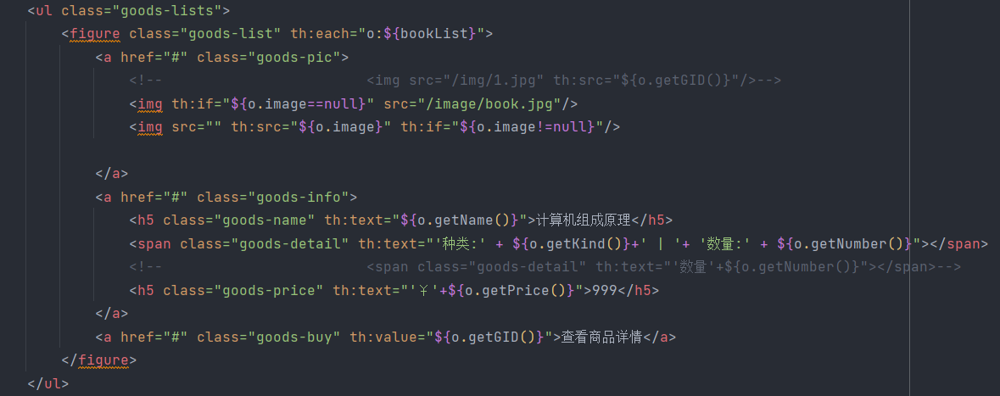 <ul class="goods-lists">
<figure class="goods-list" th:each="o:${bookList}">
<a href="#" class="goods-pic">
<!--                        <img src="/img/1.jpg" th:src="${o.getGID()}"/>-->
<img th:if="${o.image==null}" src="/image/book.jpg"/>
<img src="" th:src="${o.image}" th:if="${o.image!=null}"/>
</a>
<a href="#" class="goods-info">
<h5 class="goods-name" th:text="${o.getName()}">计算机组成原理</h5>
<span class="goods-detail" th:text="'种类:' + ${o.getKind()}+' | '+ '数量:' + ${o.getNumber()}"></span>
<!--                        <span class="goods-detail" th:text="'数量'+${o.getNumber()}"></span>-->
<h5 class="goods-price" th:text="'￥'+${o.getPrice()}">999</h5>
</a>
<a href="#" class="goods-buy" th:value="${o.getGID()}">查看商品详情</a>
</figure>
</ul>